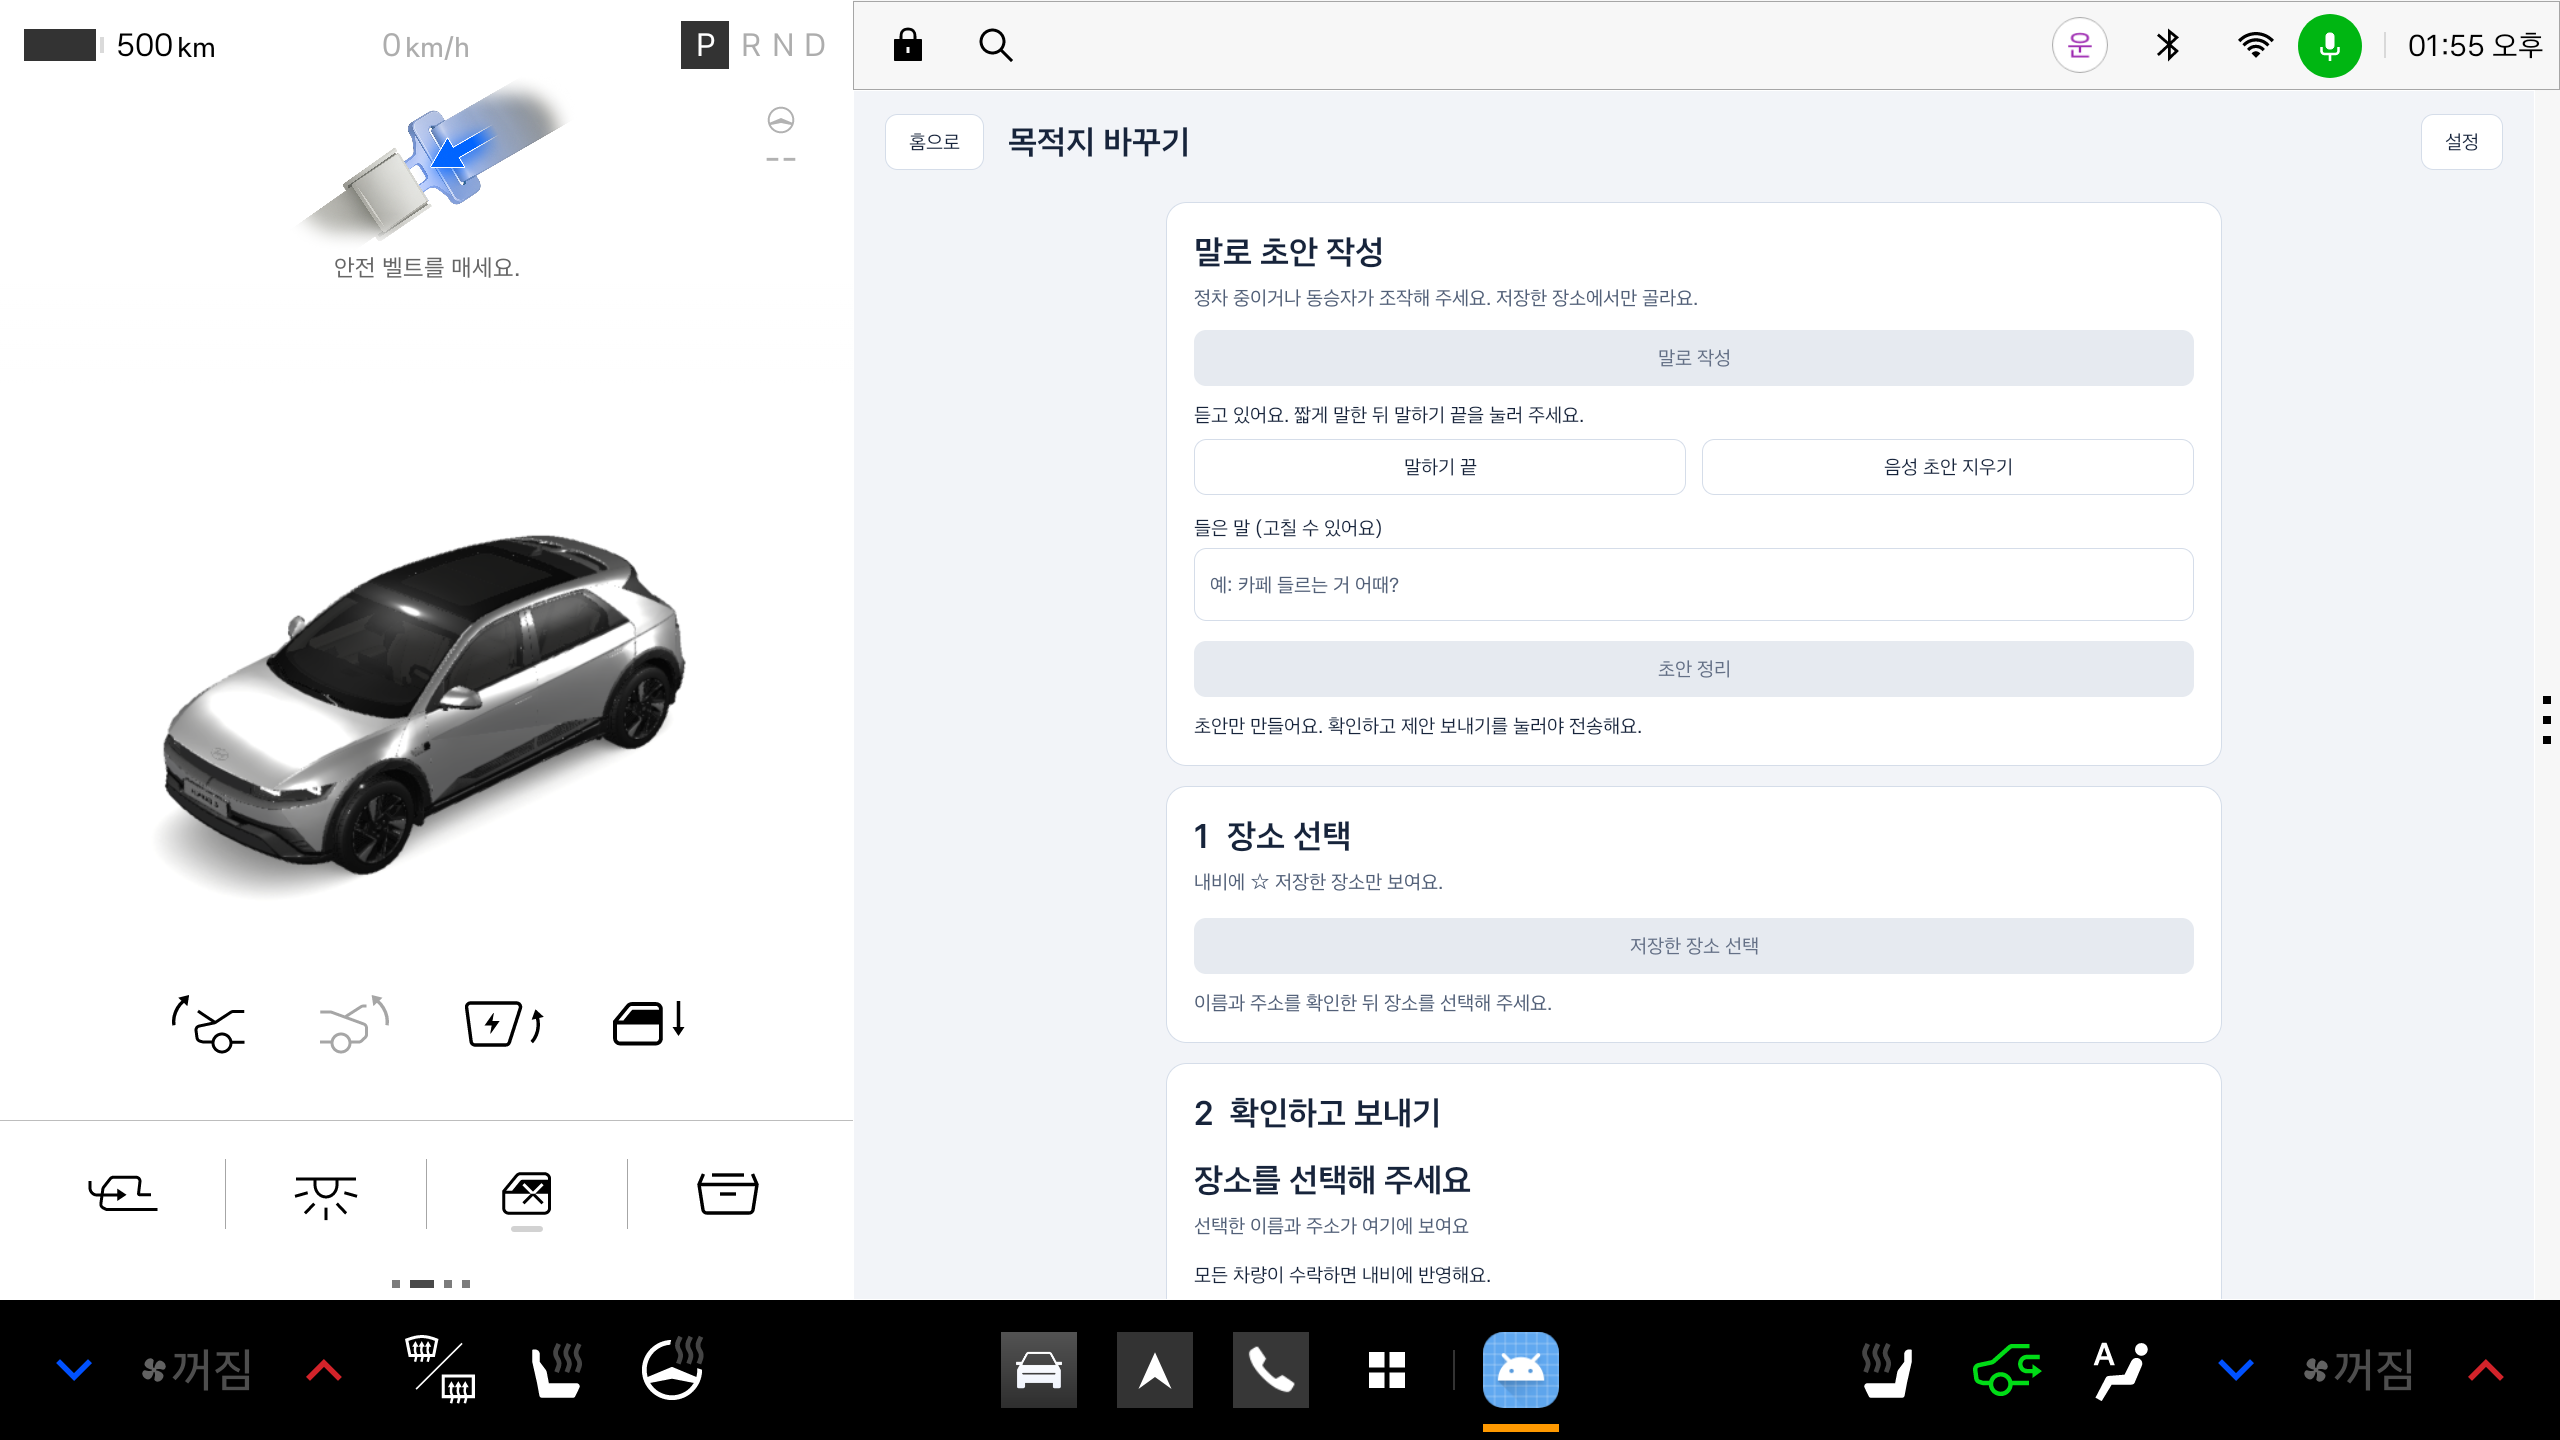 500 km
0 km/h
P R N D
운
01:55 오후
안전 벨트를 매세요.
홈으로
목적지 바꾸기
설정
말로 초안 작성
정차 중이거나 동승자가 조작해 주세요. 저장한 장소에서만 골라요.
말로 작성
듣고 있어요. 짧게 말한 뒤 말하기 끝을 눌러 주세요.
말하기 끝
음성 초안 지우기
들은 말 (고칠 수 있어요)
예: 카페 들르는 거 어때?
초안 정리
초안만 만들어요. 확인하고 제안 보내기를 눌러야 전송해요.
1 장소 선택
내비에 ☆ 저장한 장소만 보여요.
저장한 장소 선택
이름과 주소를 확인한 뒤 장소를 선택해 주세요.
2 확인하고 보내기
장소를 선택해 주세요
선택한 이름과 주소가 여기에 보여요
모든 차량이 수락하면 내비에 반영해요.
꺼짐
A
꺼짐